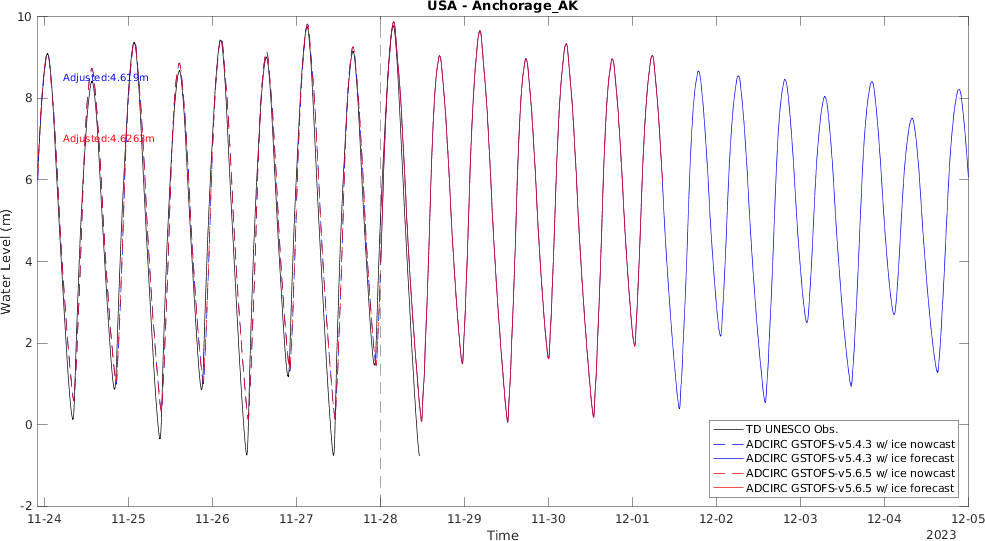 USA - Anchorage_AK
10
8
6
4
2
0
-2
Water Level (m)
Adjusted:4.619m
Adjusted:4.6263m
TD UNESCO Obs.
ADCIRC GSTOFS-v5.4.3 w/ ice nowcast
ADCIRC GSTOFS-v5.4.3 w/ ice forecast
ADCIRC GSTOFS-v5.6.5 w/ ice nowcast
ADCIRC GSTOFS-v5.6.5 w/ ice forecast
11-24 11-25 11-26 11-27 11-28 11-29 11-30 12-01 12-02 12-03 12-04 12-05
Time
2023